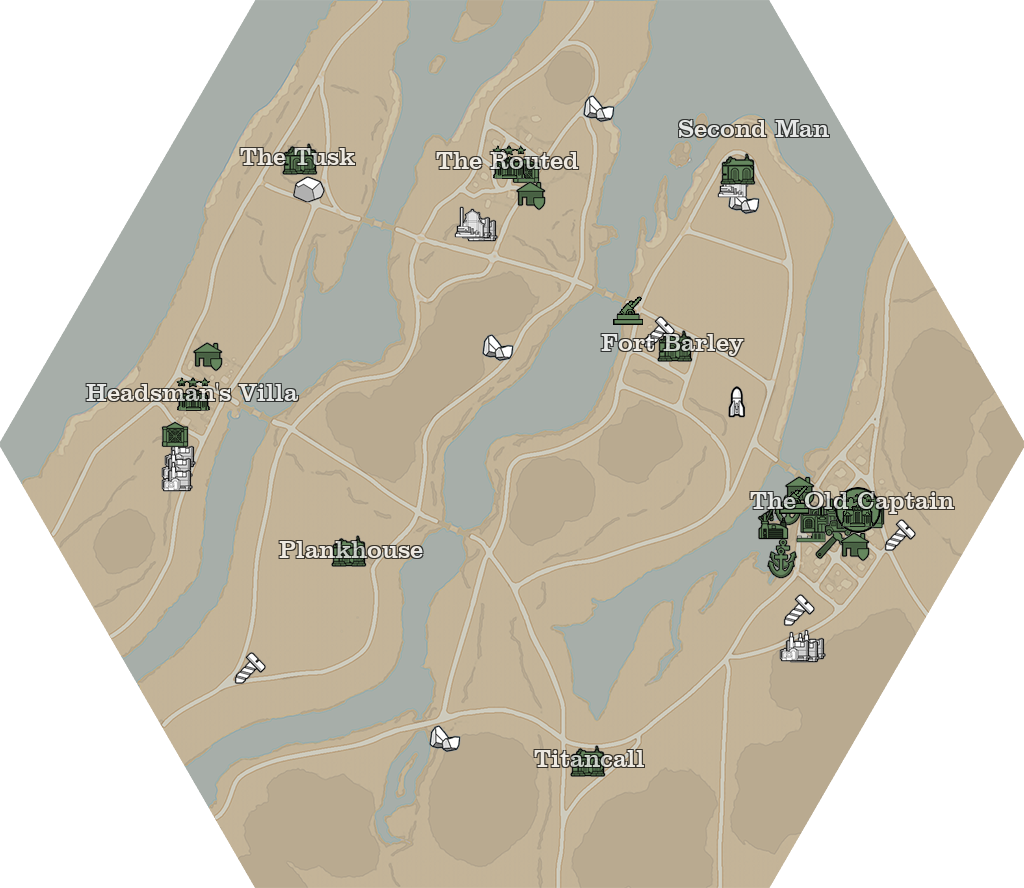 Second Man
The Tusk
The Routed
Fort Barley
Headsman's Villa
The Old Captain
Plankhouse
Titancall